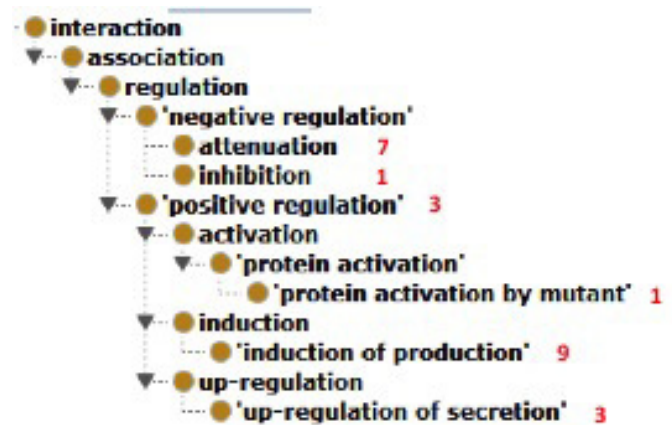 interaction
association
regulation
'negative regulation'
attenuation 7
inhibition 1
'positive regulation' 3
activation
'protein activation'
'protein activation by mutant' 1
induction
'induction of production' 9
up-regulation
'up-regulation of secretion' 3